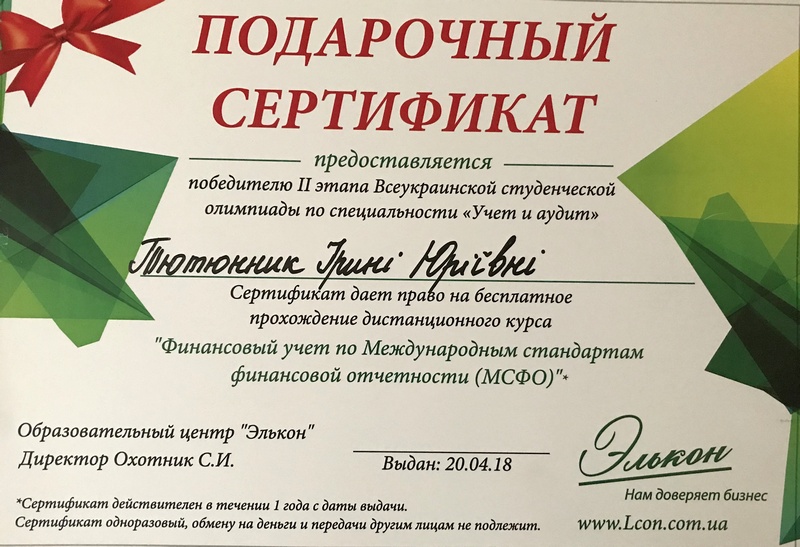 ПОДАРОЧНЫЙ
СЕРТИФИКАТ
предоставляется
победителю II этапа Всеукраинской студенческой
олимпиады по специальности «Учет и аудит»
Тютюнник Ірині Юріївні
Сертификат дает право на бесплатное
прохождение дистанционного курса
"Финансовый учет по Международным стандартам
финансовой отчетности (МСФО)"*
Образовательный центр "Элькон"
Директор Охотник С.И.
Выдан: 20.04.18
Элькон
Нам доверяет бизнес
*Сертификат действителен в течении 1 года с даты выдачи.
Сертификат одноразовый, обмену на деньги и передачи другим лицам не подлежит.
www.Lcon.com.ua